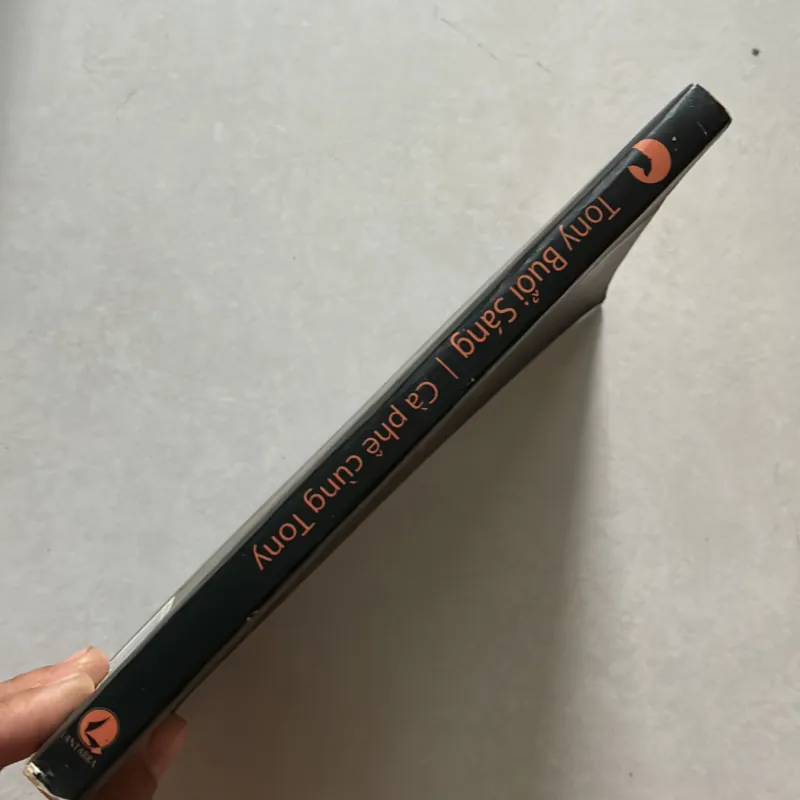 Tony Buổi Sáng | Cà phê cùng Tony